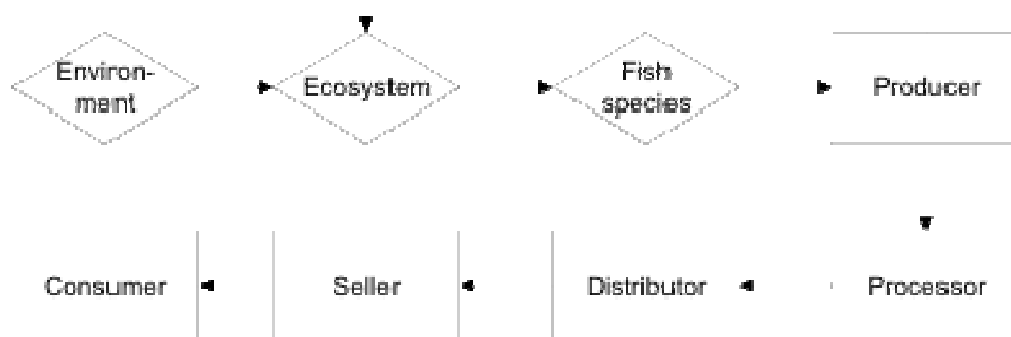 Environ-
ment
Ecosystem
Fish
species
Producer
Consumer
Seller
Distributor
Processor